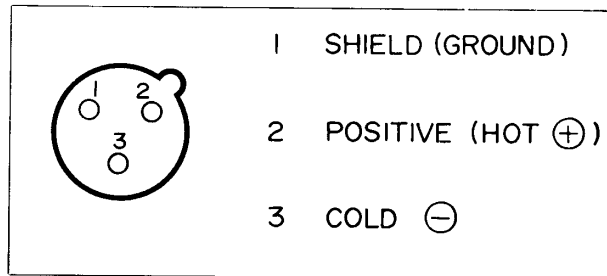 1 2
3
1 SHIELD (GROUND)
2 POSITIVE (HOT ⊕)
3 COLD ⊖